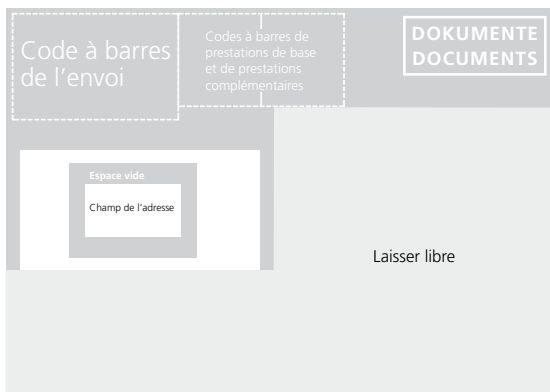 Code à barres
de l’envoi
Codes à barres de
prestations de base
et de prestations
complémentaires
DOKUMENTE
DOCUMENTS
Espace vide
Champ de l’adresse
Laisser libre